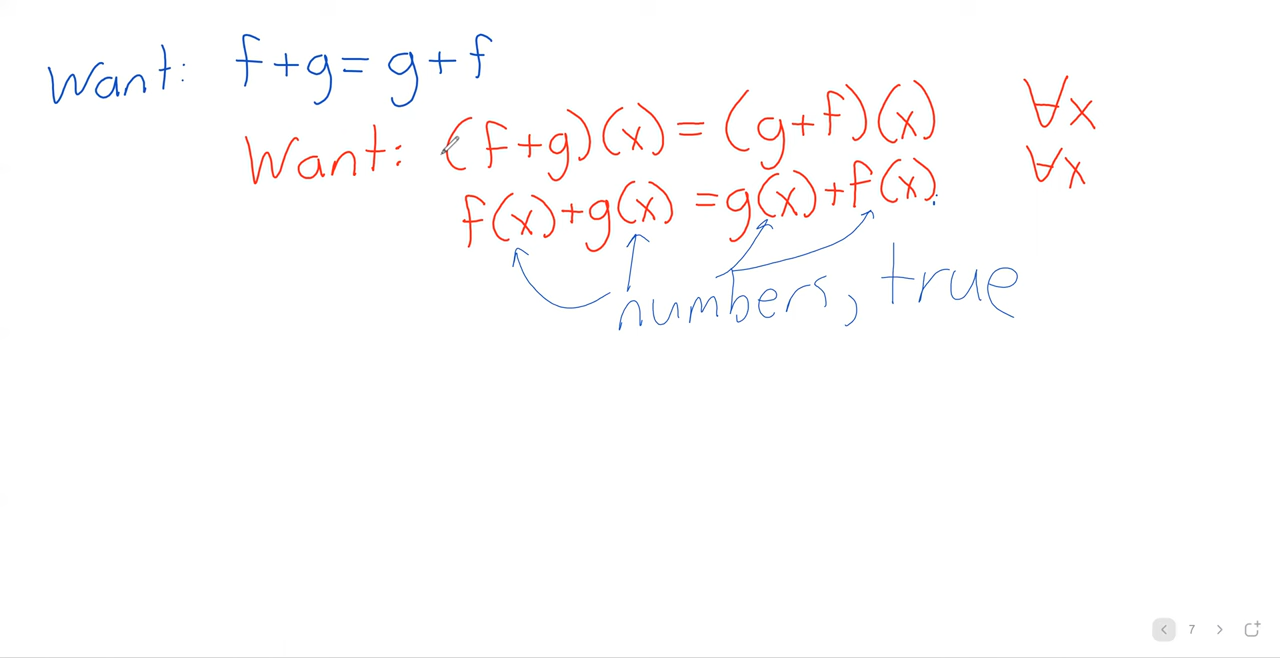 Want: f+g=g+f
Want: (f+g)(x)=(g+f)(x) ∀x
f(x)+g(x)=g(x)+f(x). ∀x
numbers, true
7